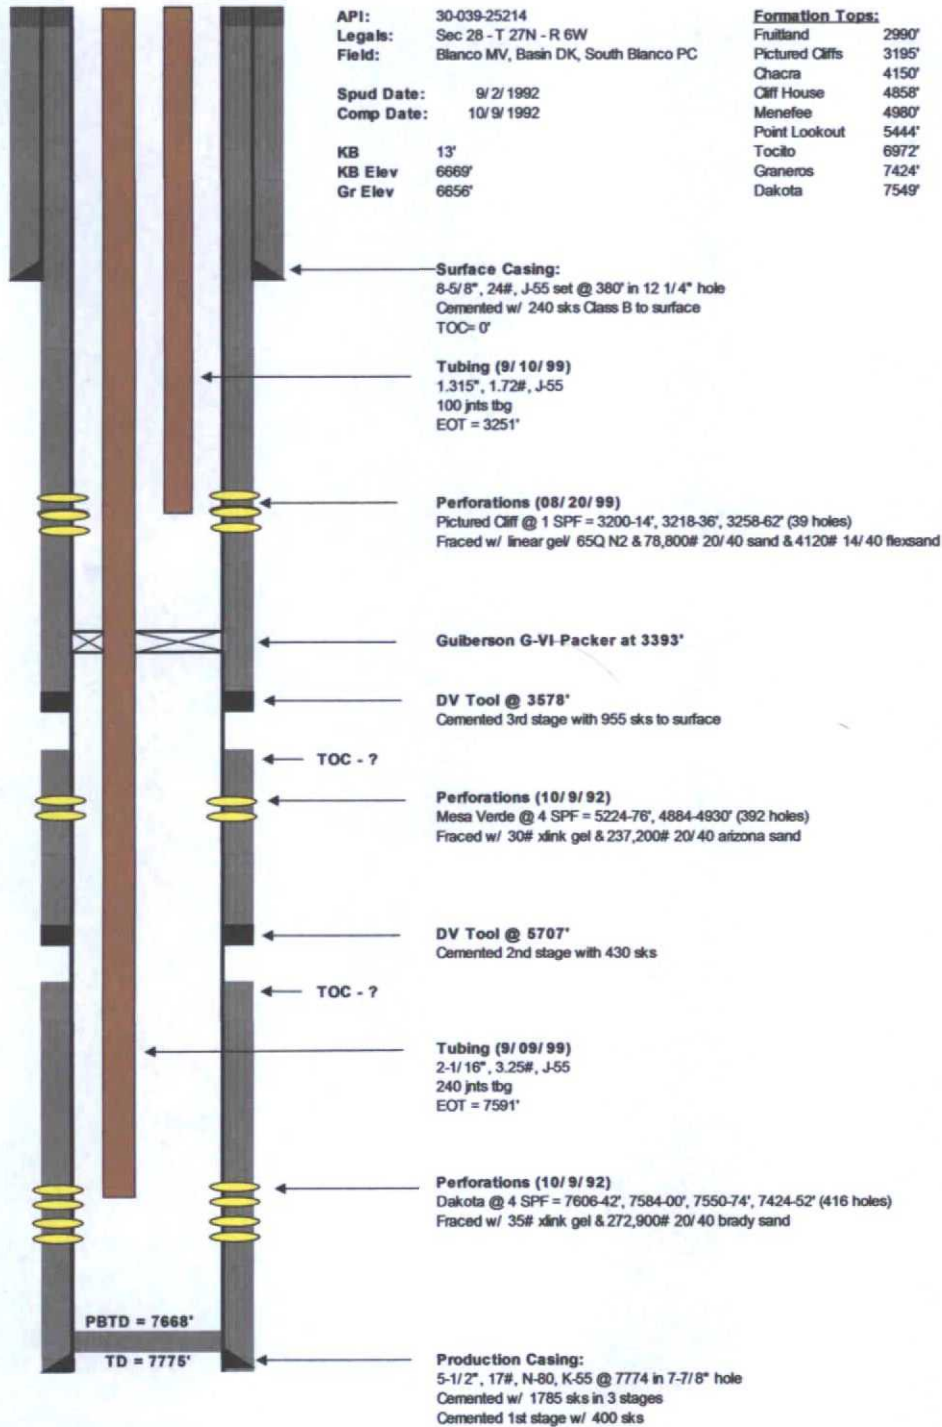 API: 30-039-25214
Legals: Sec 28 - T 27N - R 6W
Field: Blanco MV, Basin DK, South Blanco PC
Spud Date: 9/2/1992
Comp Date: 10/9/1992
KB 13'
KB Elev 6669'
Gr Elev 6656'
Formation Tops:
Fruitland 2990'
Pictured Cliffs 3195'
Chacra 4150'
Cliff House 4858'
Menefee 4980'
Point Lookout 5444'
Tocito 6972'
Graneros 7424'
Dakota 7549'
Surface Casing:
8-5/8", 24#, J-55 set @ 380' in 12 1/4" hole
Cemented w/ 240 sks Class B to surface
TOC= 0'
Tubing (9/10/99)
1.315", 1.72#, J-55
100 jnts tbg
EOT = 3251'
Perforations (08/20/99)
Pictured Cliff @ 1 SPF = 3200-14', 3218-36', 3258-62' (39 holes)
Fraced w/ linear gel/ 65Q N2 & 78,800# 20/40 sand & 4120# 14/40 flexsand
Guiberson G-VI Packer at 3393'
DV Tool @ 3578'
Cemented 3rd stage with 955 sks to surface
TOC - ?
Perforations (10/9/92)
Mesa Verde @ 4 SPF = 5224-76', 4884-4930' (392 holes)
Fraced w/ 30# xlink gel & 237,200# 20/40 arizona sand
DV Tool @ 5707'
Cemented 2nd stage with 430 sks
TOC - ?
Tubing (9/09/99)
2-1/16", 3.25#, J-55
240 jnts tbg
EOT = 7591'
Perforations (10/9/92)
Dakota @ 4 SPF = 7606-42', 7584-00', 7550-74', 7424-52' (416 holes)
Fraced w/ 35# xlink gel & 272,900# 20/40 brady sand
PBTD = 7668'
TD = 7775'
Production Casing:
5-1/2", 17#, N-80, K-55 @ 7774 in 7-7/8" hole
Cemented w/ 1785 sks in 3 stages
Cemented 1st stage w/ 400 sks